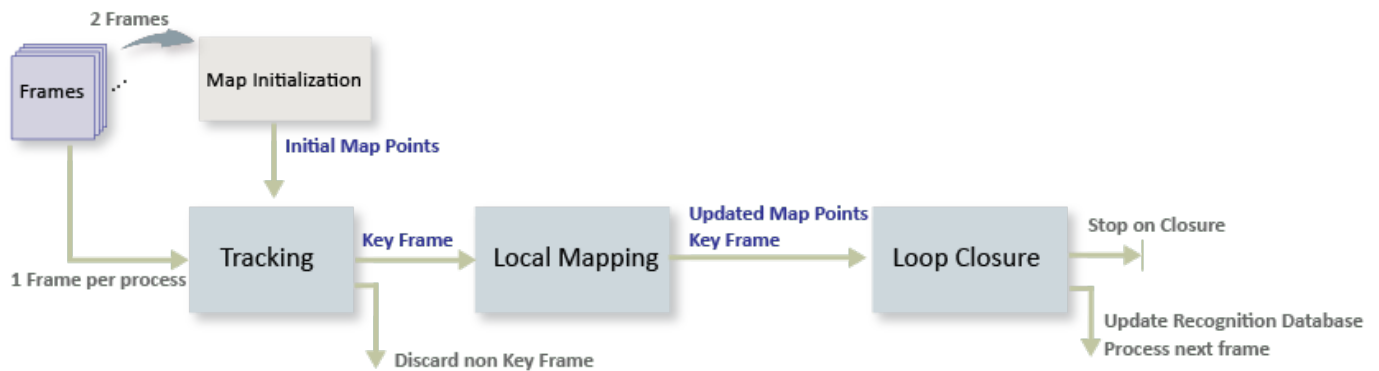 2 Frames
Frames
Map Initialization
Initial Map Points
1 Frame per process
Tracking
Key Frame
Discard non Key Frame
Local Mapping
Updated Map Points
Key Frame
Loop Closure
Stop on Closure
Update Recognition Database
Process next frame